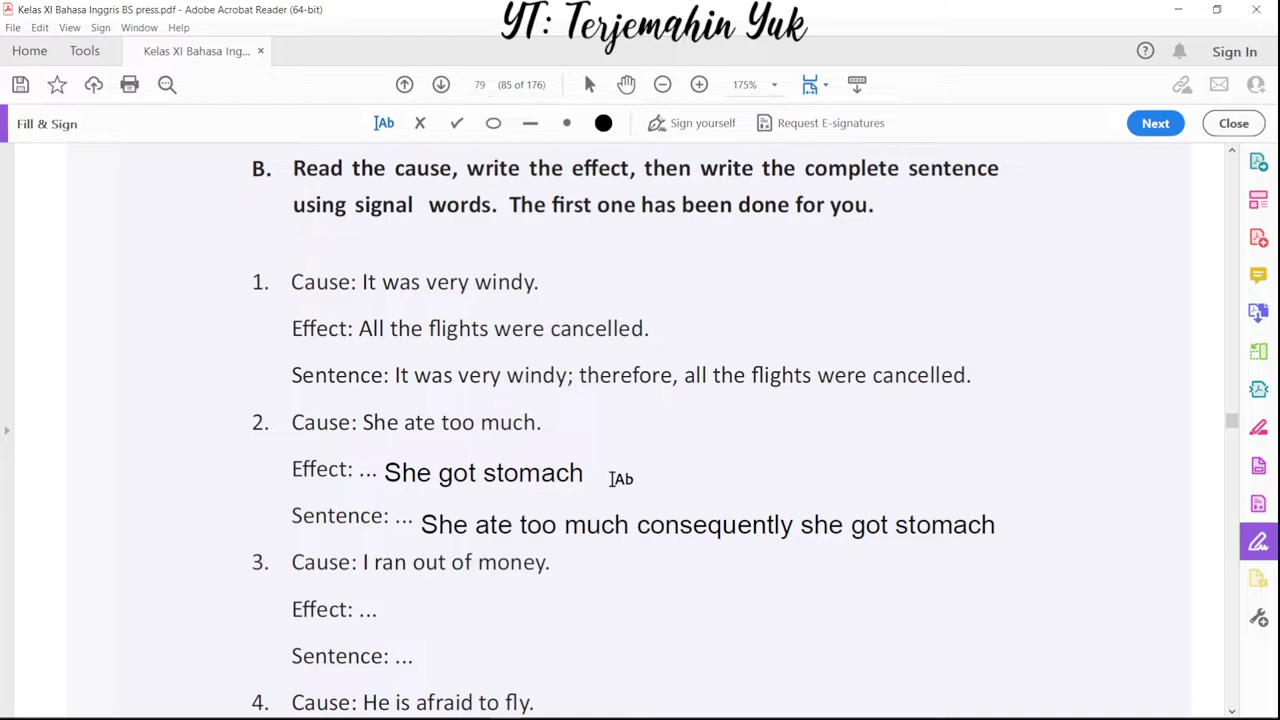 Kelas XI Bahasa Inggris BS press.pdf - Adobe Acrobat Reader (64-bit)
YT: Terjemahin Yuk
File Edit View Sign Window Help
Home Tools Kelas XI Bahasa Ing... × Sign In
79 (85 of 176) 175%
Fill & Sign Ab Sign yourself Request E-signatures Next Close
B. Read the cause, write the effect, then write the complete sentence
using signal words. The first one has been done for you.
1. Cause: It was very windy.
Effect: All the flights were cancelled.
Sentence: It was very windy; therefore, all the flights were cancelled.
2. Cause: She ate too much.
Effect: ... She got stomach Ab
Sentence: ... She ate too much consequently she got stomach
3. Cause: I ran out of money.
Effect: ...
Sentence: ...
4. Cause: He is afraid to fly.